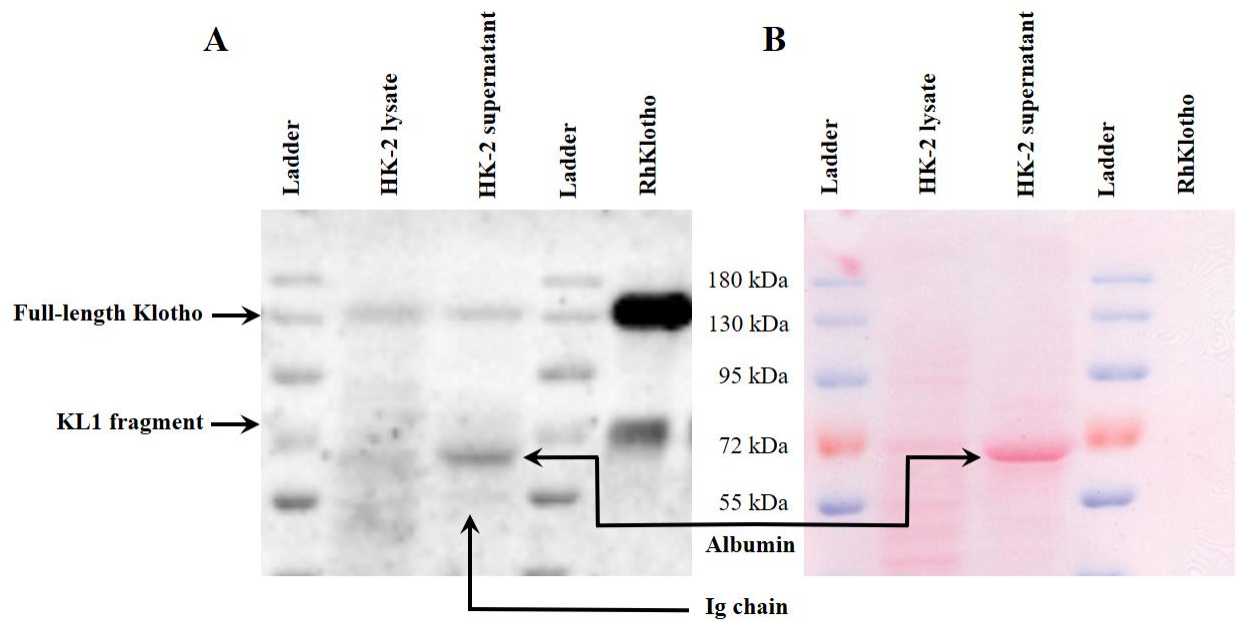 A
B
Ladder
HK-2 lysate
HK-2 supernatant
Ladder
RhKlotho
Ladder
HK-2 lysate
HK-2 supernatant
Ladder
RhKlotho
180 kDa
Full-length Klotho
130 kDa
95 kDa
KL1 fragment
72 kDa
55 kDa
Albumin
Ig chain